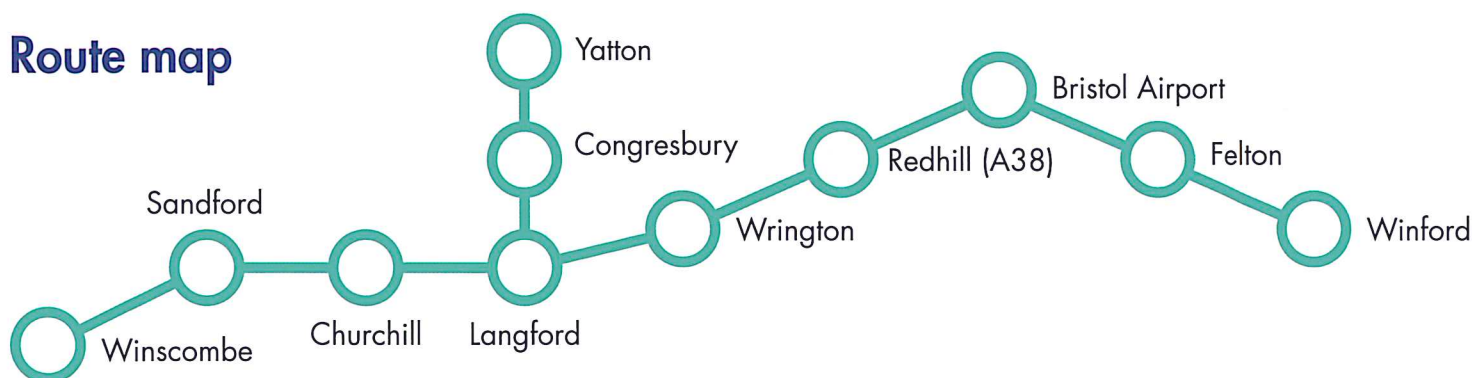 Route map
Yatton
Bristol Airport
Congresbury
Redhill (A38)
Felton
Sandford
Wrington
Winford
Churchill
Langford
Winscombe